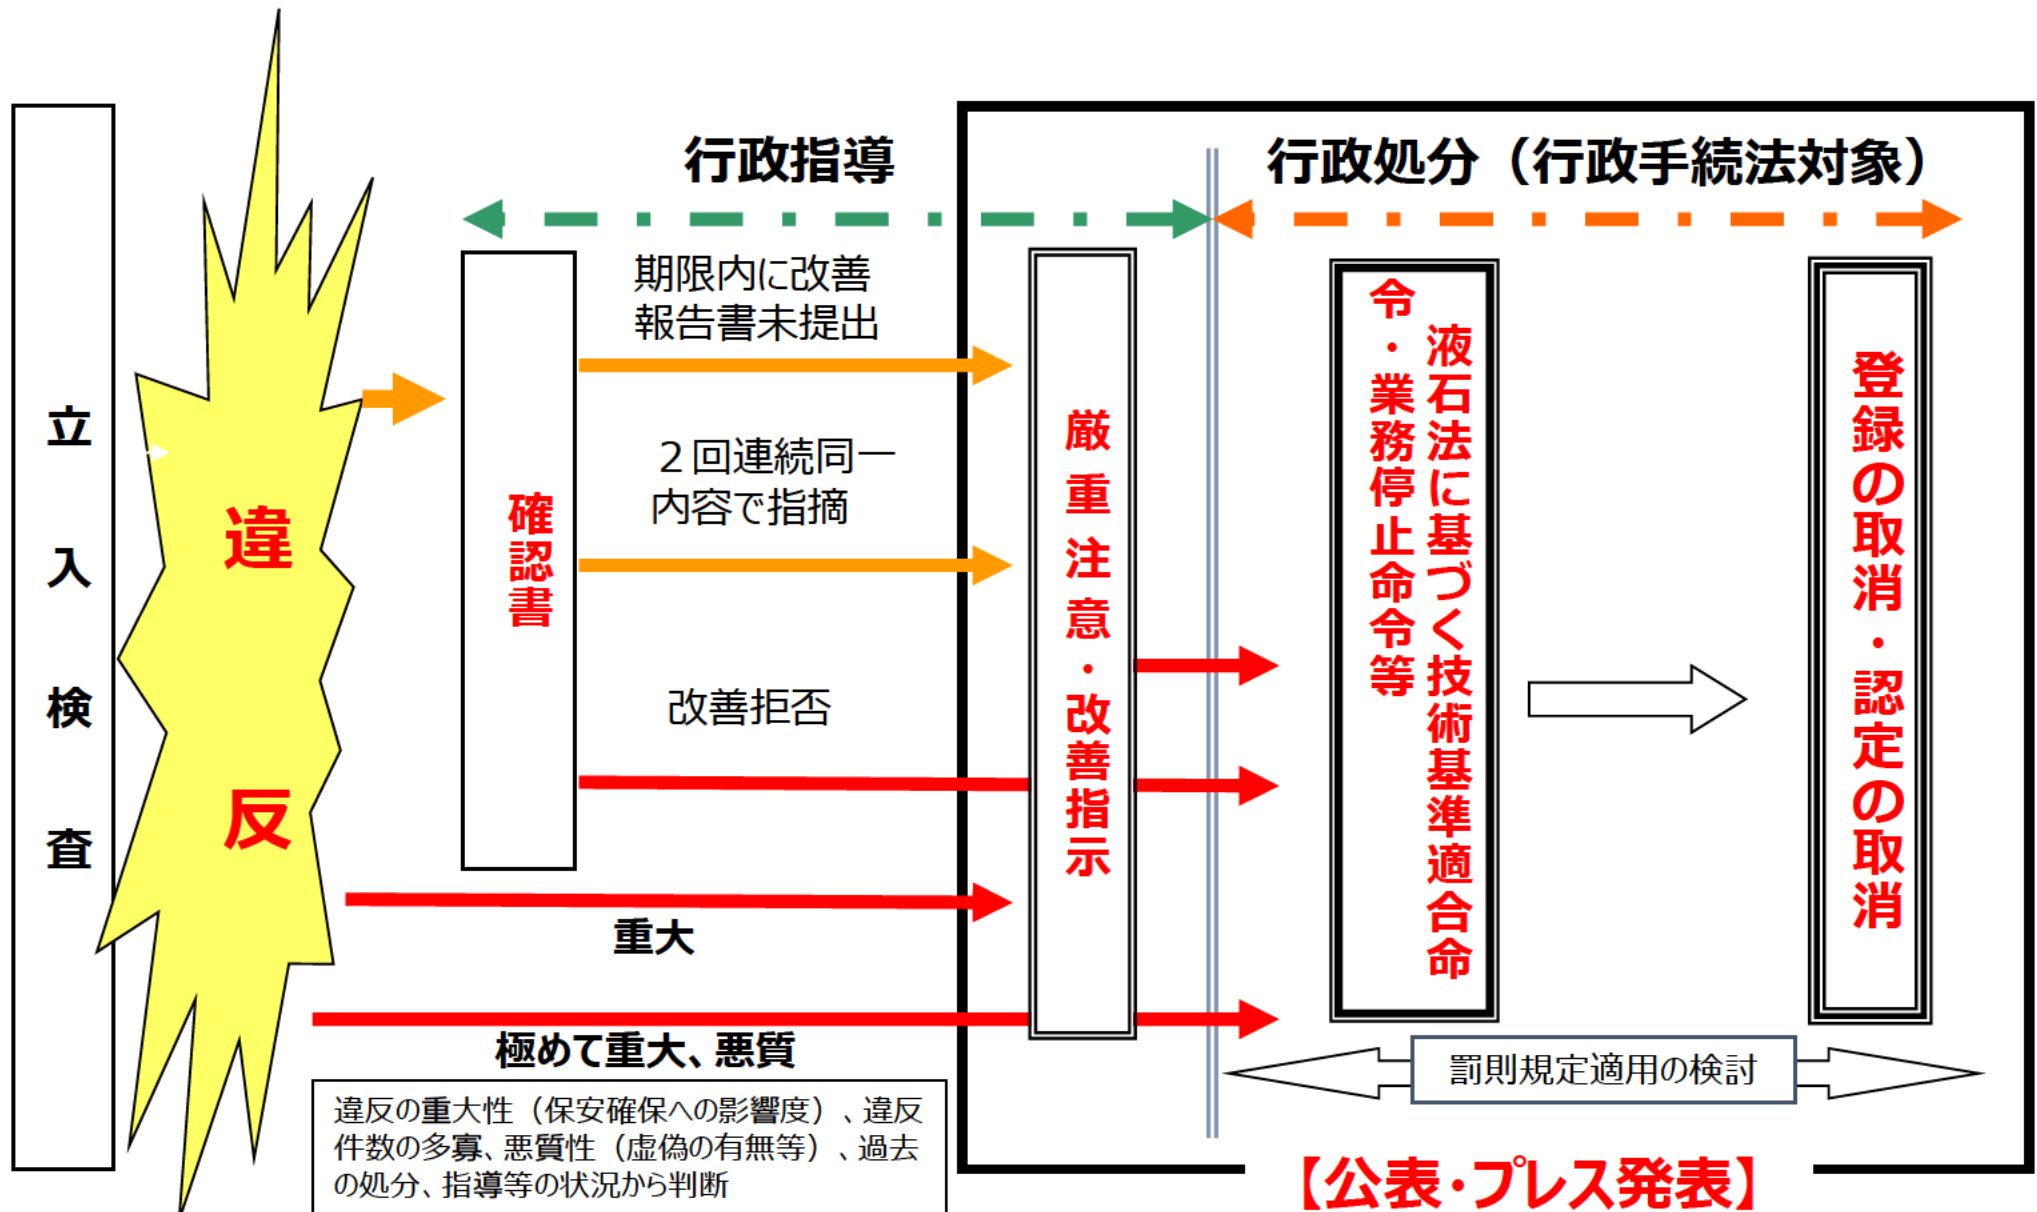 立入検査
違反
行政指導
行政処分（行政手続法対象）
確認書
期限内に改善
報告書未提出
２回連続同一
内容で指摘
改善拒否
重大
極めて重大、悪質
違反の重大性（保安確保への影響度）、違反
件数の多寡、悪質性（虚偽の有無等）、過去
の処分、指導等の状況から判断
厳重注意・改善指示
液石法に基づく技術基準適合命
令・業務停止命令等
登録の取消・認定の取消
罰則規定適用の検討
【公表・プレス発表】